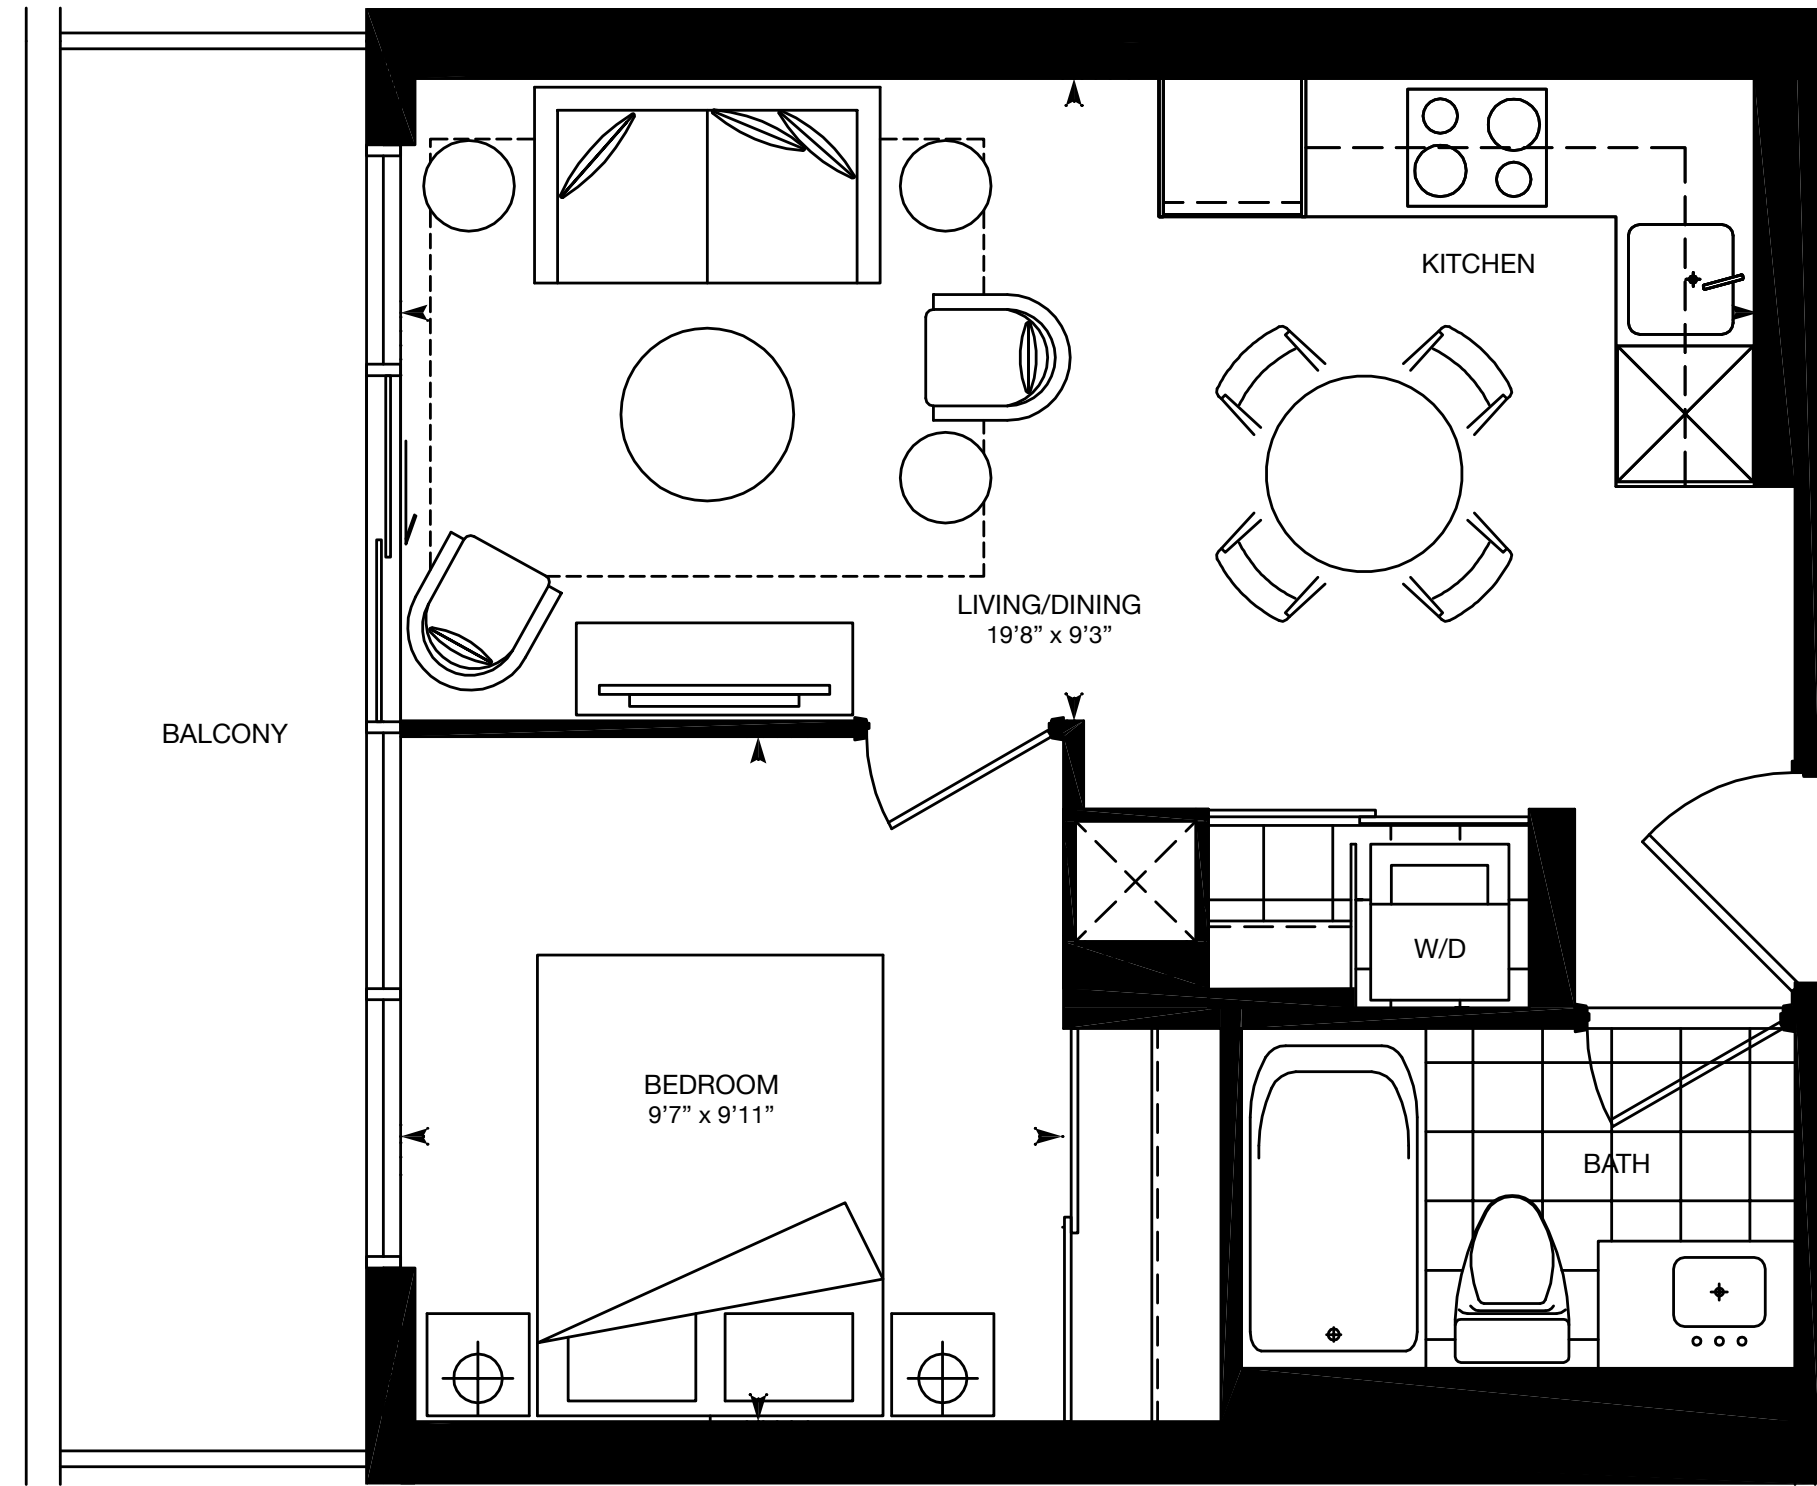 KITCHEN
LIVING/DINING
19’8” x 9’3”
BALCONY
W/D
BEDROOM
9’7” x 9’11”
BATH